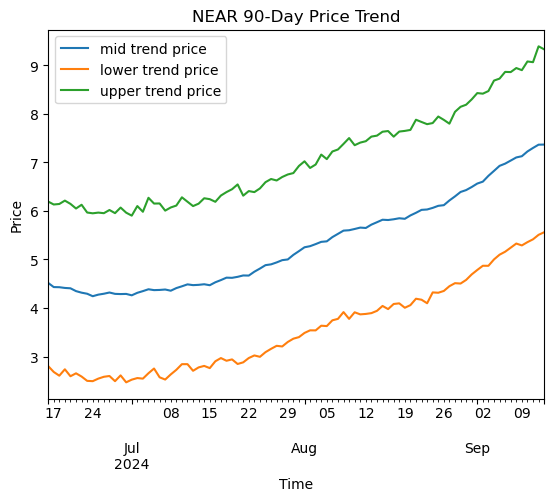 NEAR 90-Day Price Trend
mid trend price
lower trend price
upper trend price
9
8
7
6
5
4
3
Price
17 24 08 15 22 29 05 12 19 26 02 09
Jul Aug Sep
2024
Time